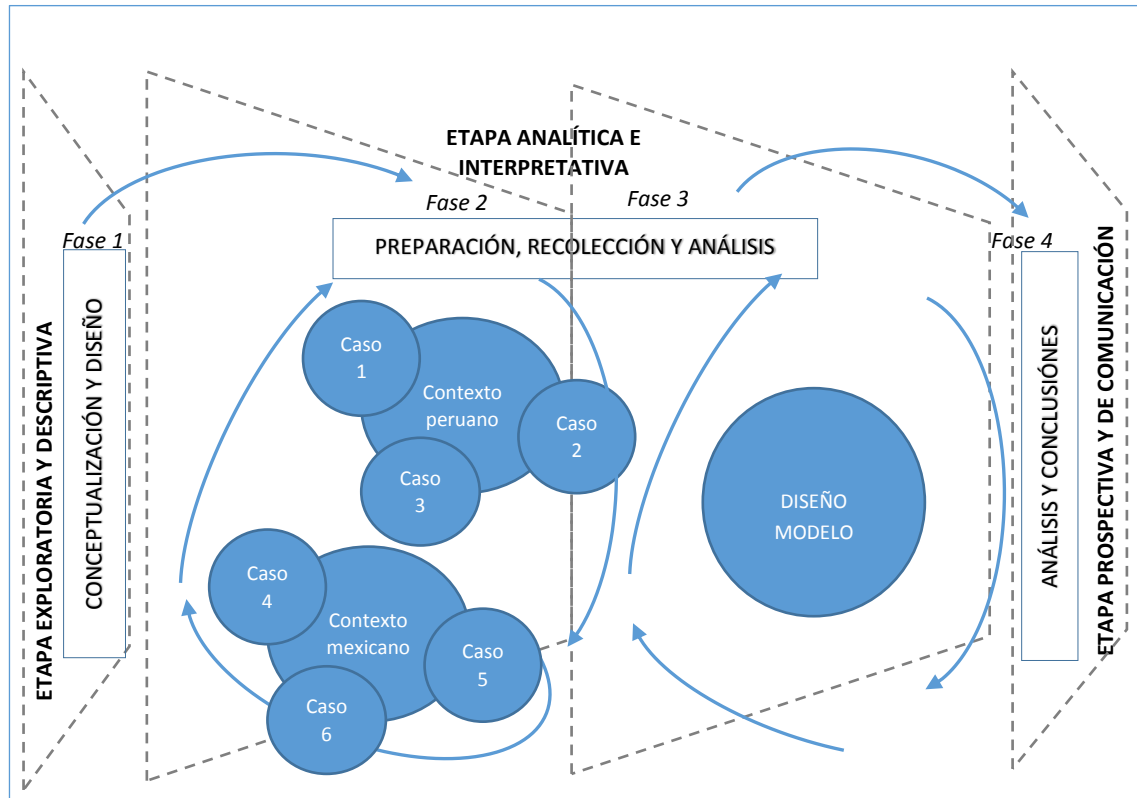 ETAPA EXPLORATORIA Y DESCRIPTIVA
Fase 1
CONCEPTUALIZACIÓN Y DISEÑO
ETAPA ANALÍTICA E
INTERPRETATIVA
Fase 2
Fase 3
PREPARACIÓN, RECOLECCIÓN Y ANÁLISIS
Caso
1
Contexto
peruano
Caso
2
Caso
3
Caso
4
Contexto
mexicano
Caso
5
Caso
6
DISEÑO
MODELO
Fase 4
ANÁLISIS Y CONCLUSIÓNES
ETAPA PROSPECTIVA Y DE COMUNICACIÓN